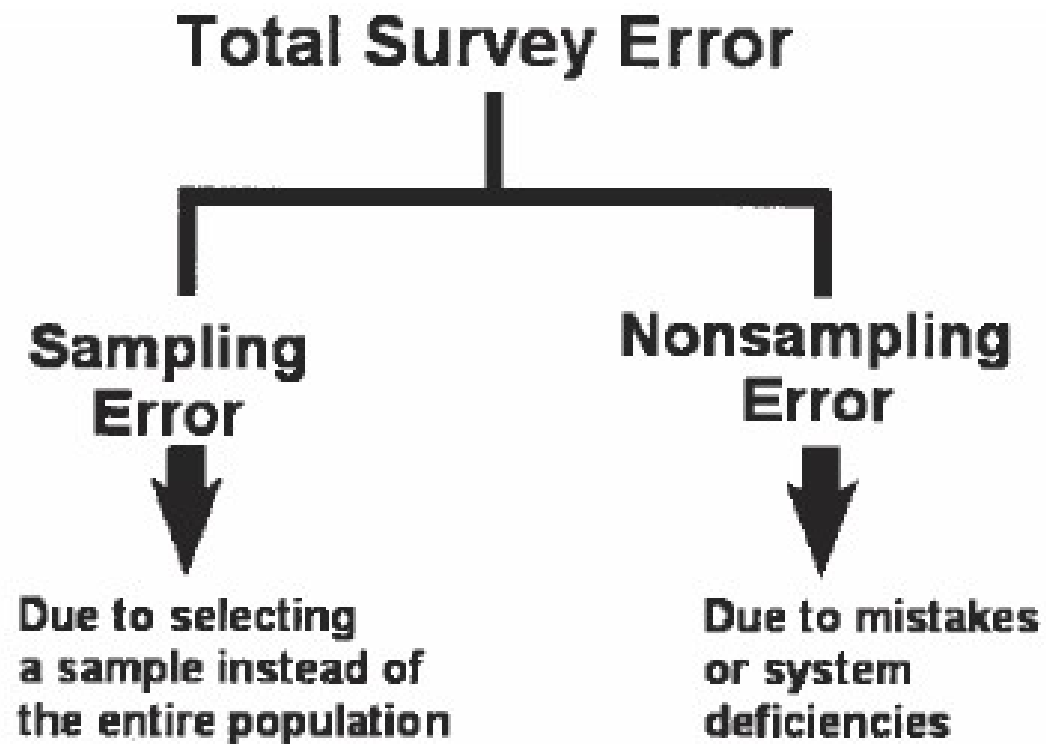 Total Survey Error
Sampling
Error
Nonsampling
Error
Due to selecting
a sample instead of
the entire population
Due to mistakes
or system
deficiencies